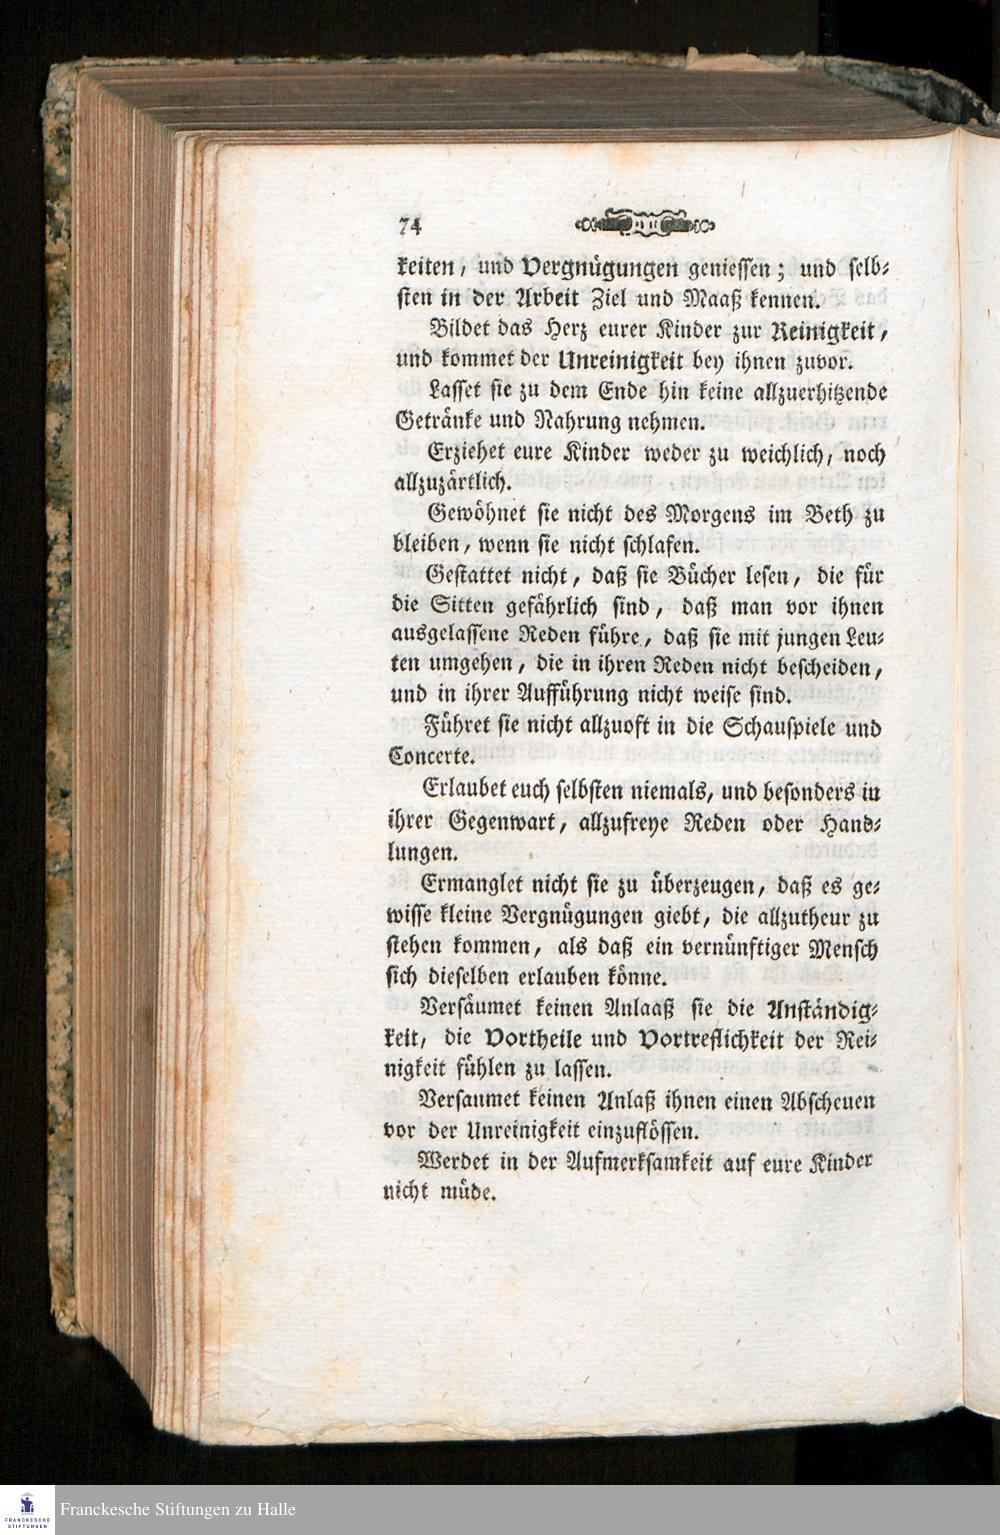 74
keiten, und Vergnügungen geniessen; und selb-
sten in der Arbeit Ziel und Maaß kennen.
Bildet das Herz eurer Kinder zur Reinigkeit,
und kommet der Unreinigkeit bey ihnen zuvor.
Lasset sie zu dem Ende hin keine allzuerhitzende
Getränke und Nahrung nehmen.
Erziehet eure Kinder weder zu weichlich, noch
allzuzärtlich.
Gewöhnet sie nicht des Morgens im Beth zu
bleiben, wenn sie nicht schlafen.
Gestattet nicht, daß sie Bücher lesen, die für
die Sitten gefährlich sind, daß man vor ihnen
ausgelassene Reden führe, daß sie mit jungen Leu-
ten umgehen, die in ihren Reden nicht bescheiden,
und in ihrer Aufführung nicht weise sind.
Führet sie nicht allzuoft in die Schauspiele und
Concerte.
Erlaubet euch selbsten niemals, und besonders in
ihrer Gegenwart, allzufreye Reden oder Hand-
lungen.
Ermanglet nicht sie zu überzeugen, daß es ge-
wisse kleine Vergnügungen giebt, die allzutheur zu
stehen kommen, als daß ein vernünftiger Mensch
sich dieselben erlauben könne.
Versäumet keinen Anlaaß sie die Anständig-
keit, die Vortheile und Vortreflichkeit der Rei-
nigkeit fühlen zu lassen.
Versaumet keinen Anlaß ihnen einen Abscheuen
vor der Unreinigkeit einzuflössen.
Werdet in der Aufmerksamkeit auf eure Kinder
nicht müde.
FRANCKESCHE
STIFTUNGEN
Franckesche Stiftungen zu Halle